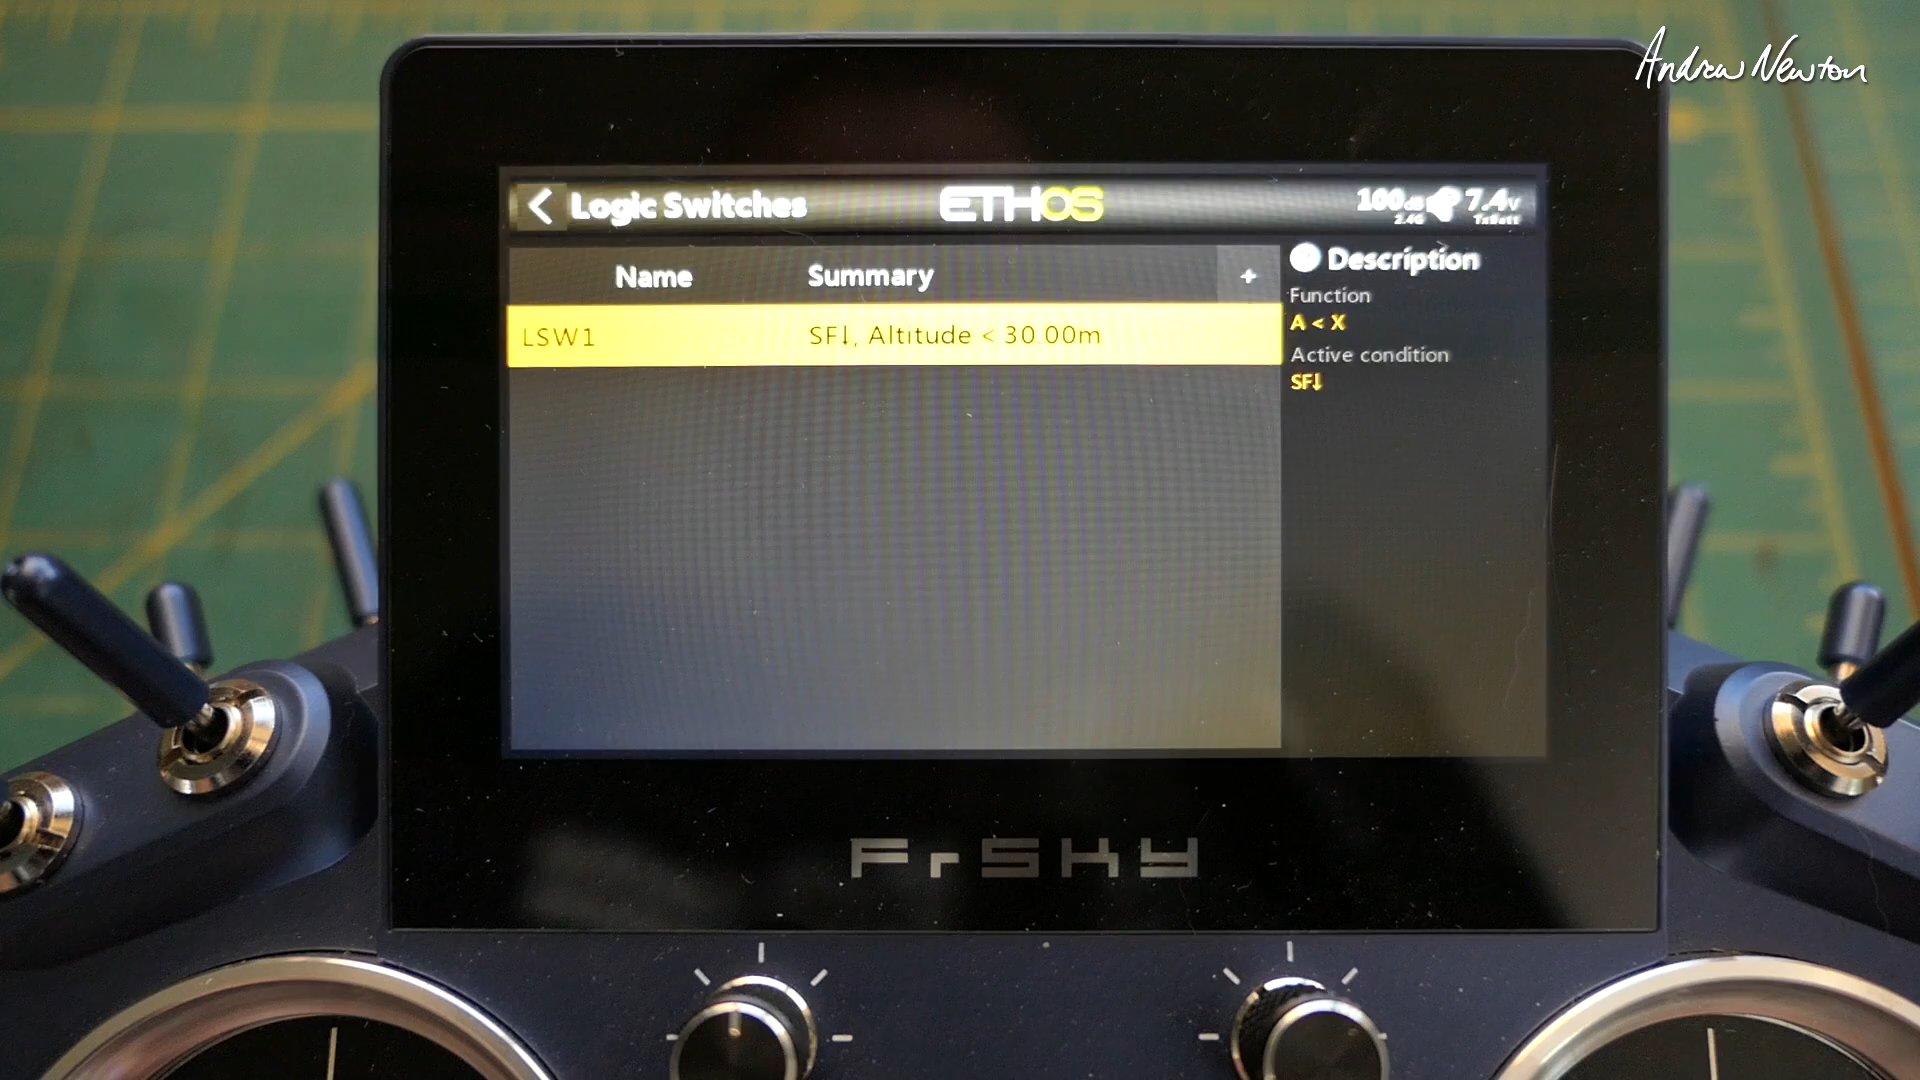 Andrew Newton
Logic Switches
ETHOS
100dB
2.4G
7.4V
TxBatt
Name Summary +
LSW1 SF↓, Altitude < 30.00m
Description
Function
A < X
Active condition
SF↓
FrSKY